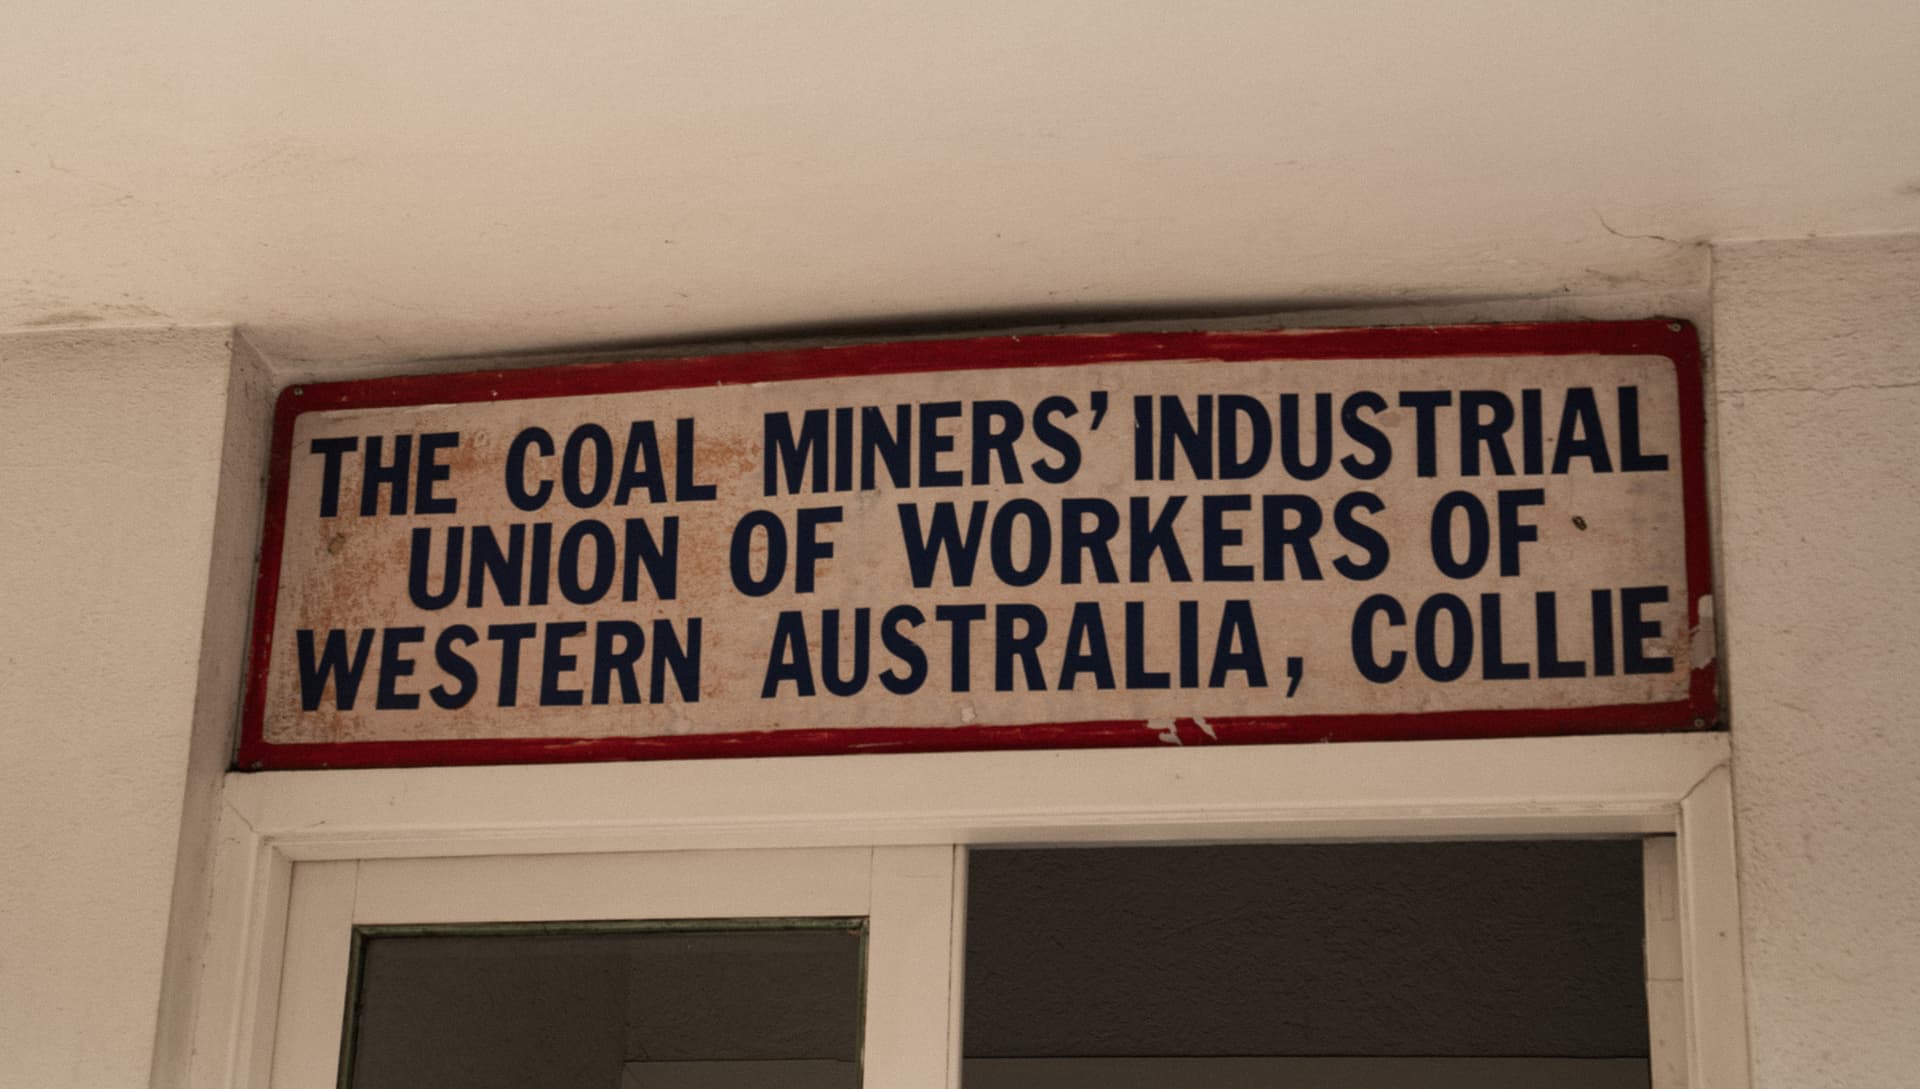 THE COAL MINERS' INDUSTRIAL
UNION OF WORKERS OF
WESTERN AUSTRALIA, COLLIE